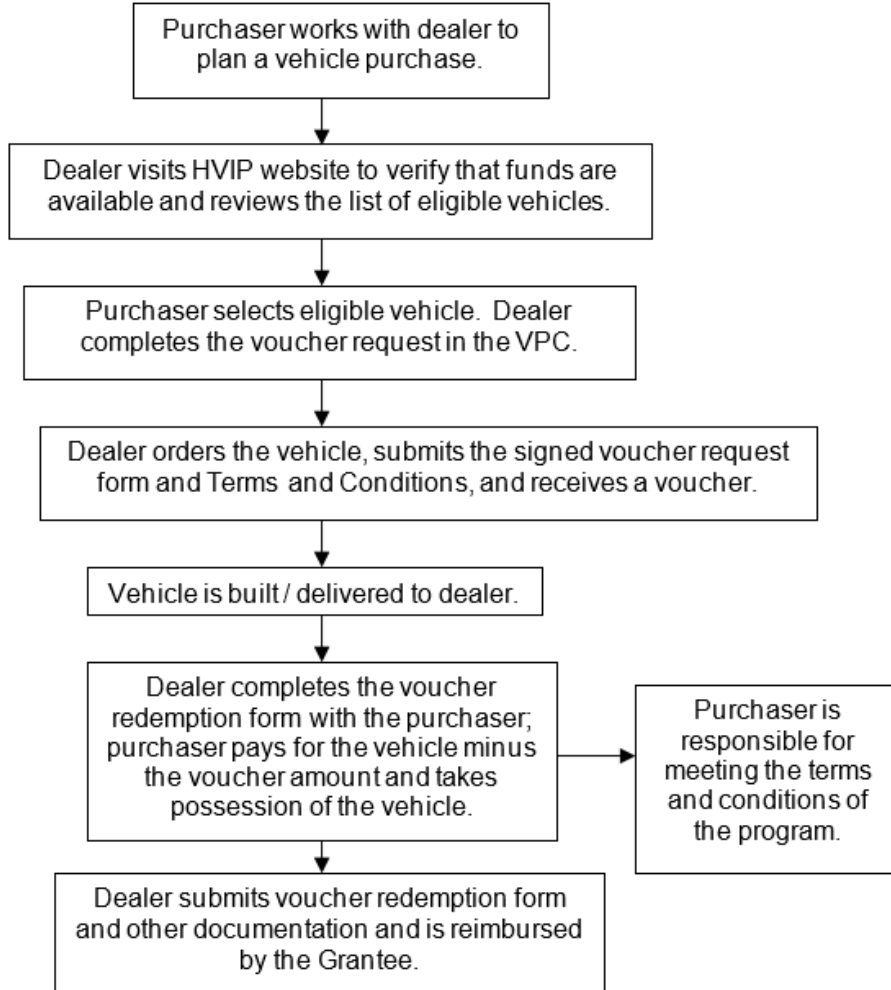 Purchaser works with dealer to
plan a vehicle purchase.
Dealer visits HVIP website to verify that funds are
available and reviews the list of eligible vehicles.
Purchaser selects eligible vehicle.  Dealer
completes the voucher request in the VPC.
Dealer orders the vehicle, submits the signed voucher request
form and Terms and Conditions, and receives a voucher.
Vehicle is built / delivered to dealer.
Dealer completes the voucher
redemption form with the purchaser;
purchaser pays for the vehicle minus
the voucher amount and takes
possession of the vehicle.
Purchaser is
responsible for
meeting the terms
and conditions of
the program.
Dealer submits voucher redemption form
and other documentation and is reimbursed
by the Grantee.